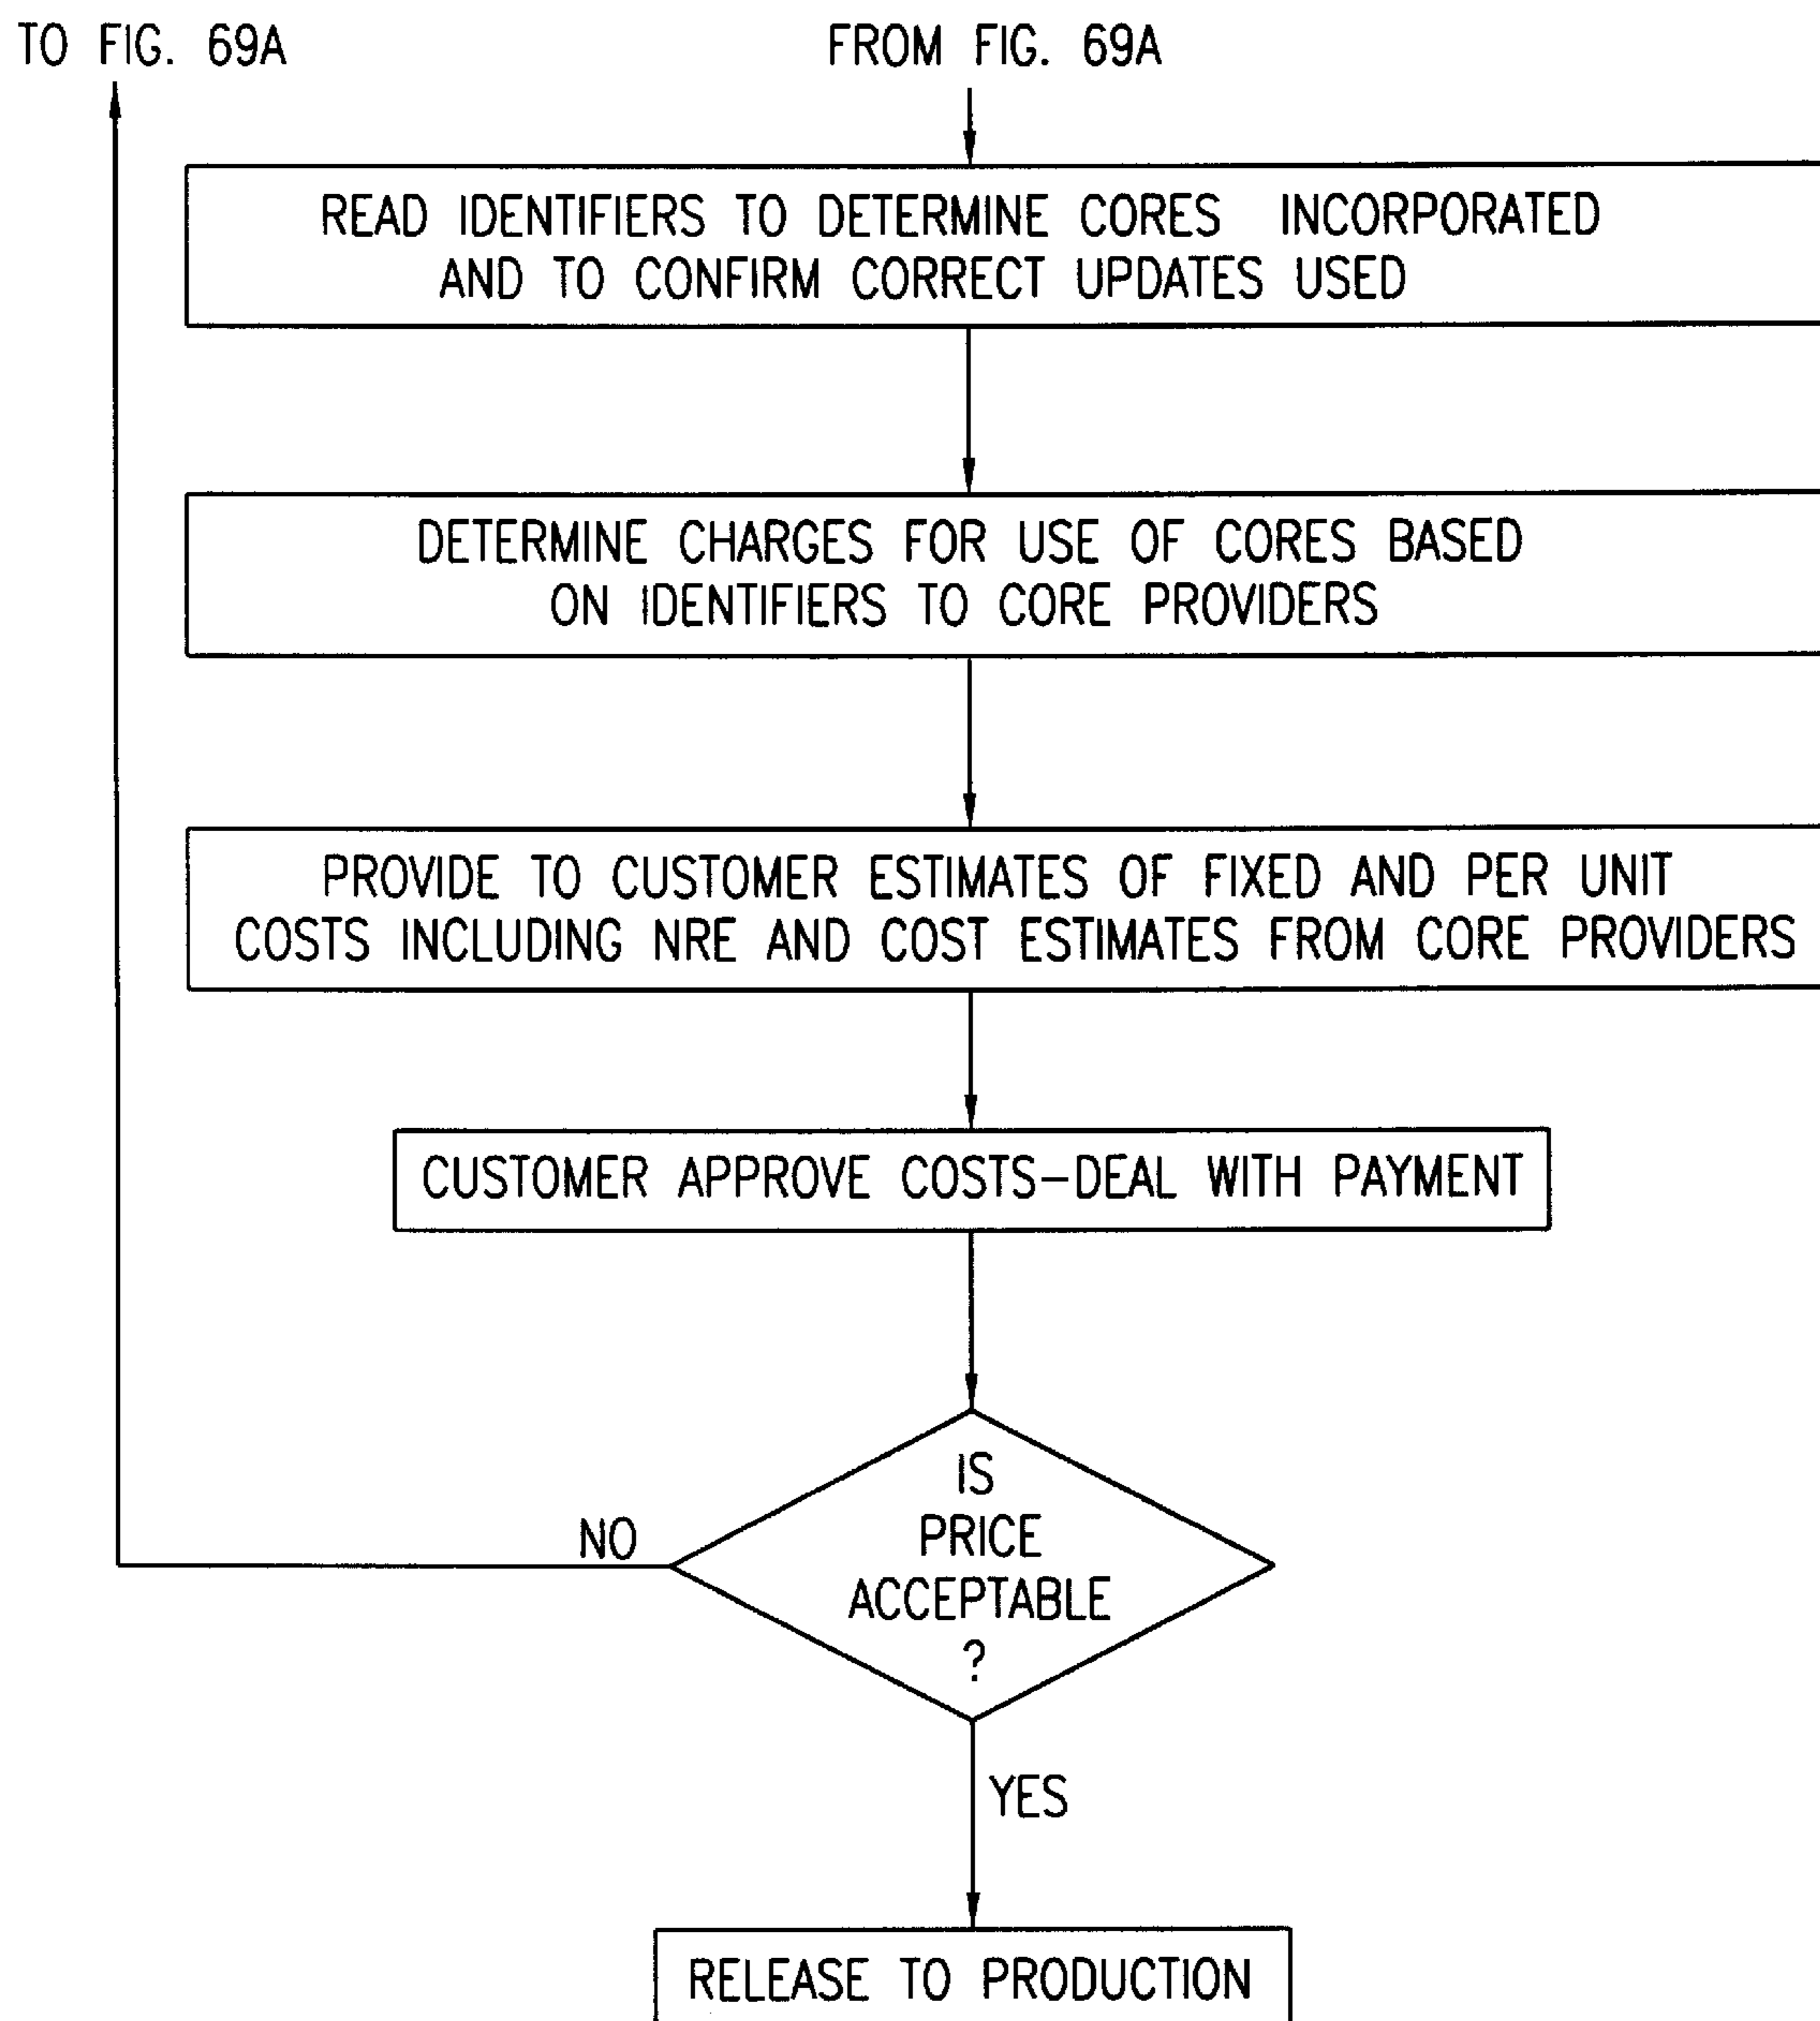 TO FIG. 69A
FROM FIG. 69A
READ IDENTIFIERS TO DETERMINE CORES INCORPORATED
AND TO CONFIRM CORRECT UPDATES USED
DETERMINE CHARGES FOR USE OF CORES BASED
ON IDENTIFIERS TO CORE PROVIDERS
PROVIDE TO CUSTOMER ESTIMATES OF FIXED AND PER UNIT
COSTS INCLUDING NRE AND COST ESTIMATES FROM CORE PROVIDERS
CUSTOMER APPROVE COSTS-DEAL WITH PAYMENT
IS
PRICE
ACCEPTABLE
?
NO
YES
RELEASE TO PRODUCTION